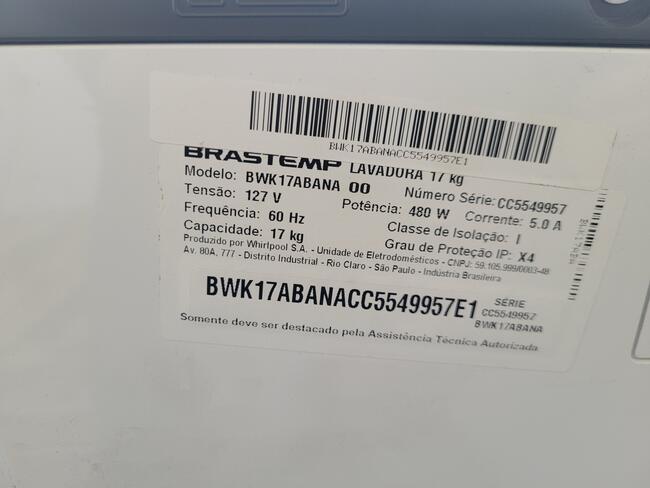 BWK17ABANACC5549957E1
BRASTEMP LAVADORA 17 kg
Modelo: BWK17ABANA 00 Número Série: CC5549957
Tensão: 127 V Potência: 480 W Corrente: 5.0 A
Frequência: 60 Hz Classe de Isolação: I
Capacidade: 17 kg Grau de Proteção IP: X4
Produzido por Whirlpool S.A. - Unidade de Eletrodomésticos - CNPJ: 59.105.999/0003-48
Av. 80A, 777 - Distrito Industrial - Rio Claro - São Paulo - Indústria Brasileira
BWK17ABANACC5549957E1
SÉRIE
CC5549957
BWK17ABANA
Somente deve ser destacado pela Assistência Técnica Autorizada